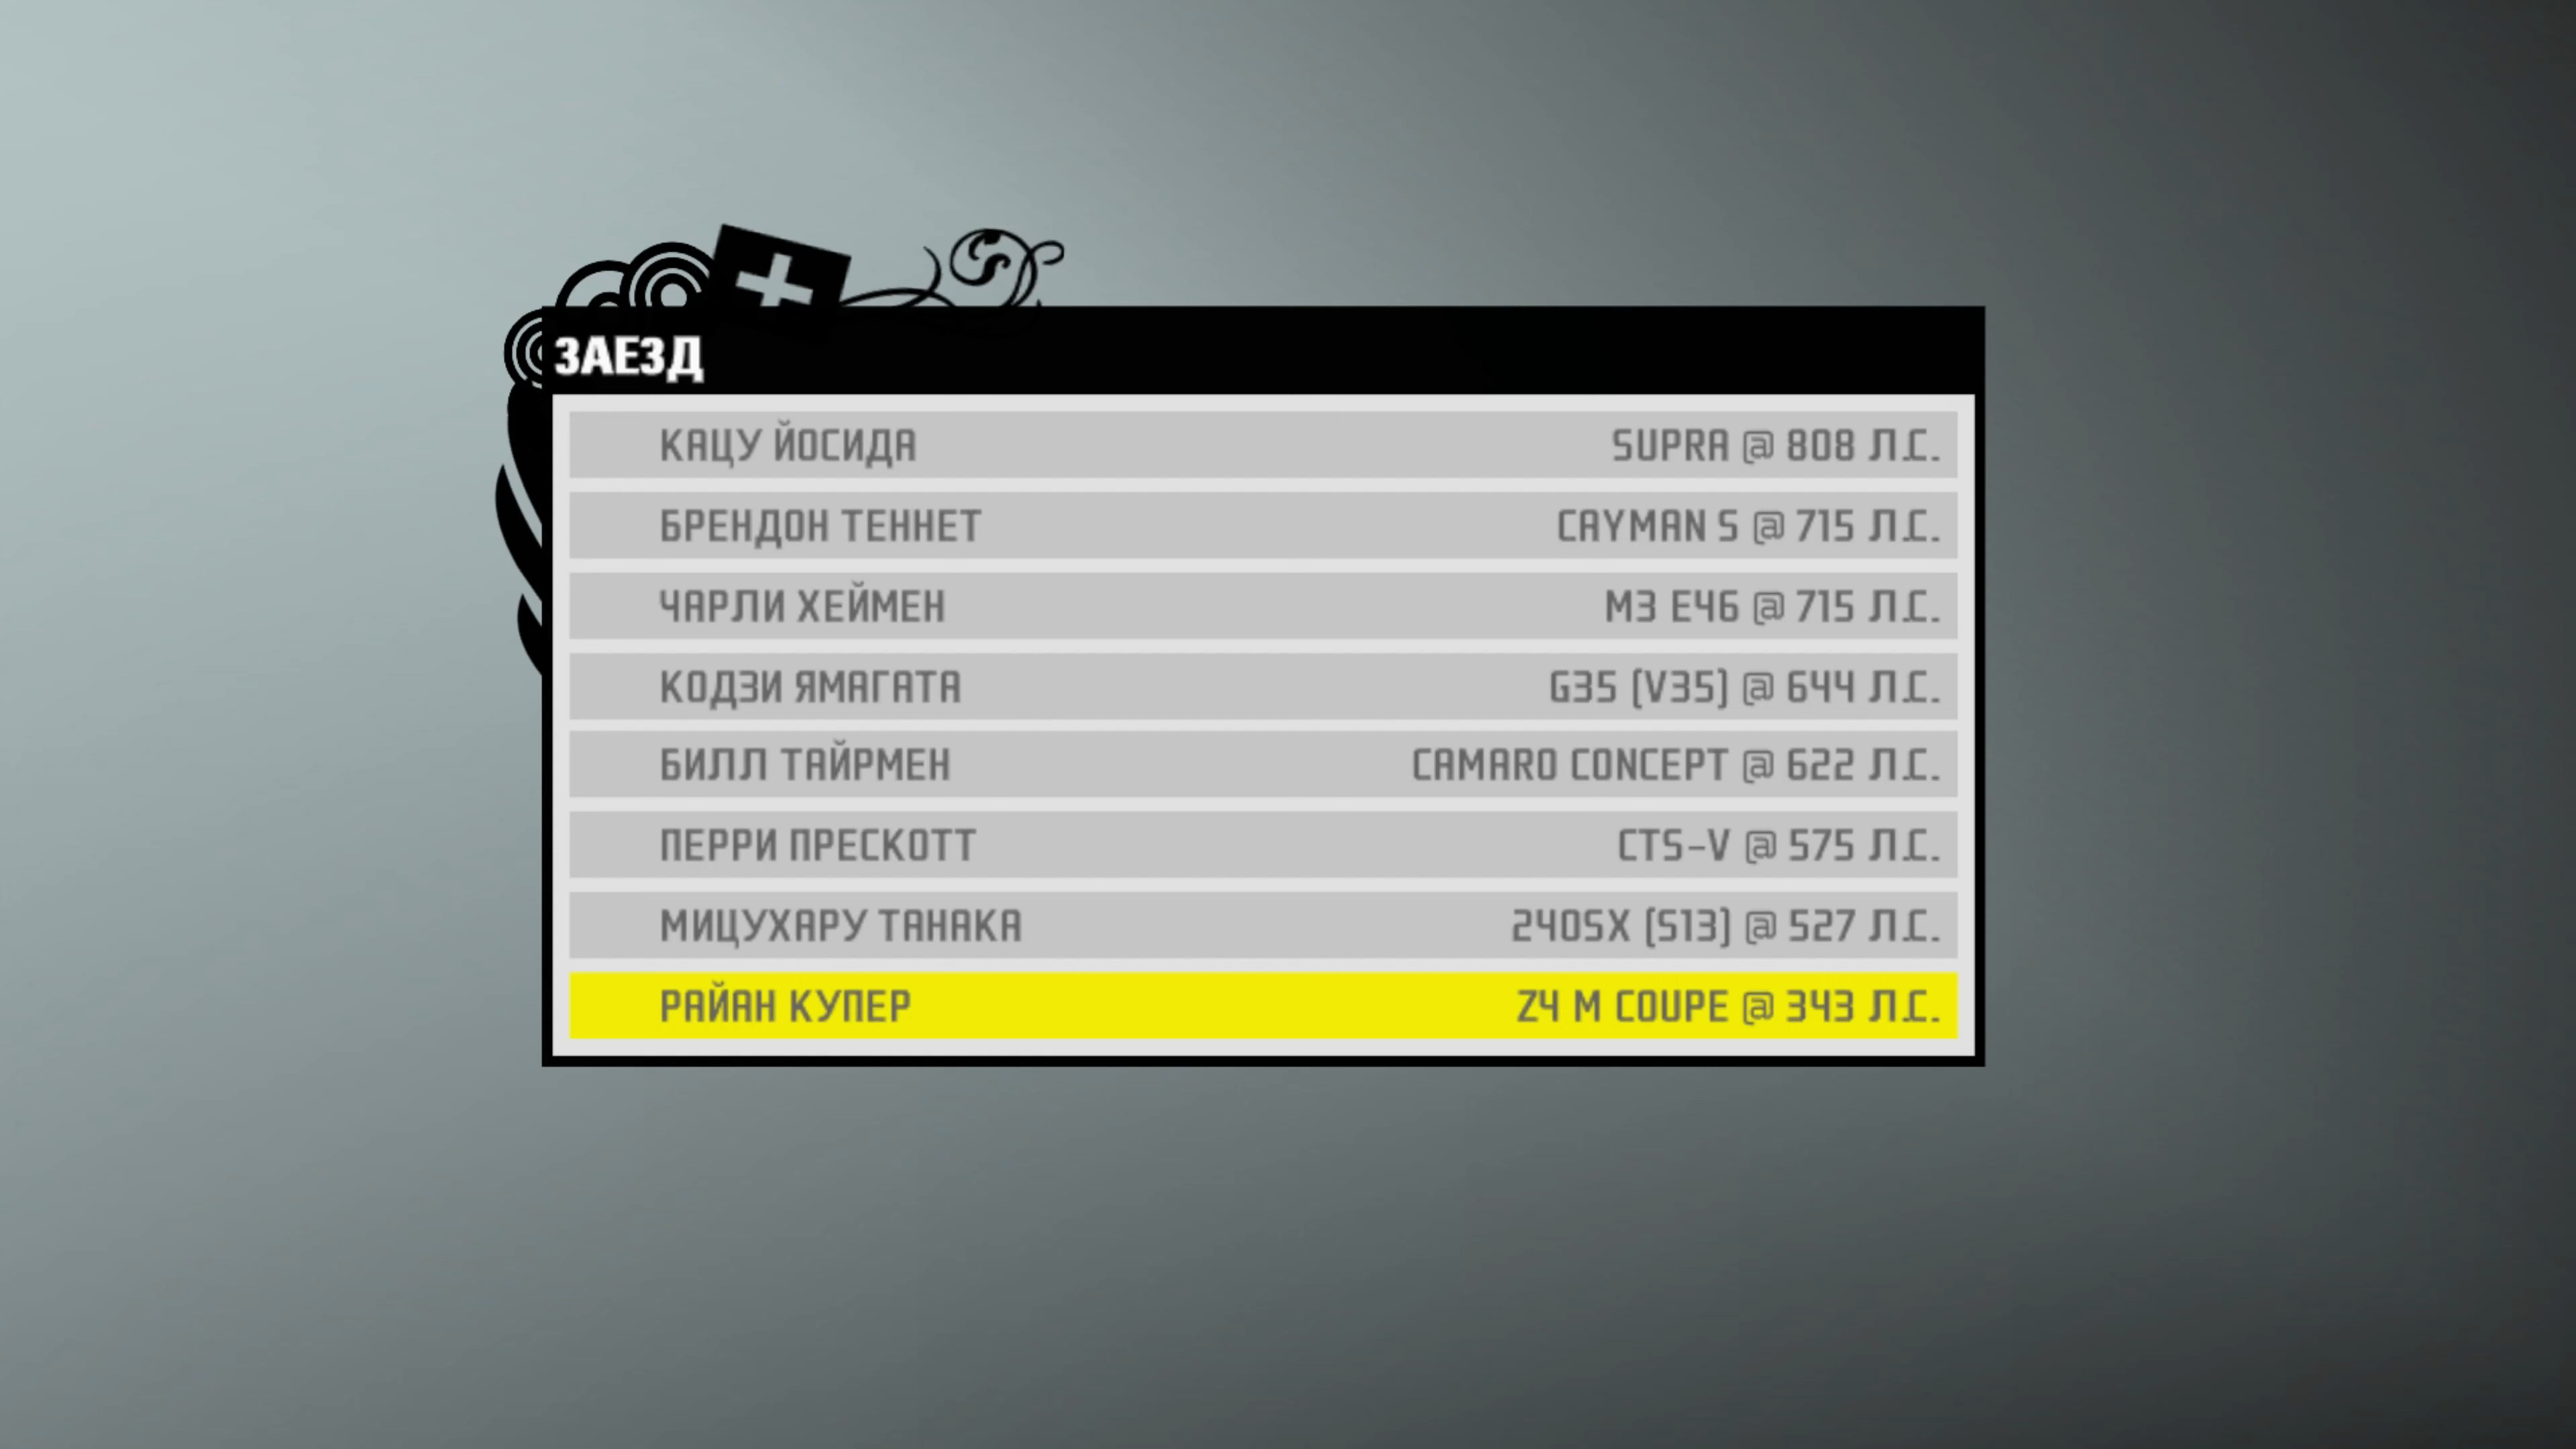 ЗАЕЗД
КАЦУ ЙОСИДА SUPRA @ 808 Л.С.
БРЕНДОН ТЕННЕТ CAYMAN S @ 715 Л.С.
ЧАРЛИ ХЕЙМЕН M3 E46 @ 715 Л.С.
КОДЗИ ЯМАГАТА G35 (V35) @ 644 Л.С.
БИЛЛ ТАЙРМЕН CAMARO CONCEPT @ 622 Л.С.
ПЕРРИ ПРЕСКОТТ CTS-V @ 575 Л.С.
МИЦУХАРУ ТАНАКА 240SX (S13) @ 527 Л.С.
РАЙАН КУПЕР Z4 M COUPE @ 343 Л.С.